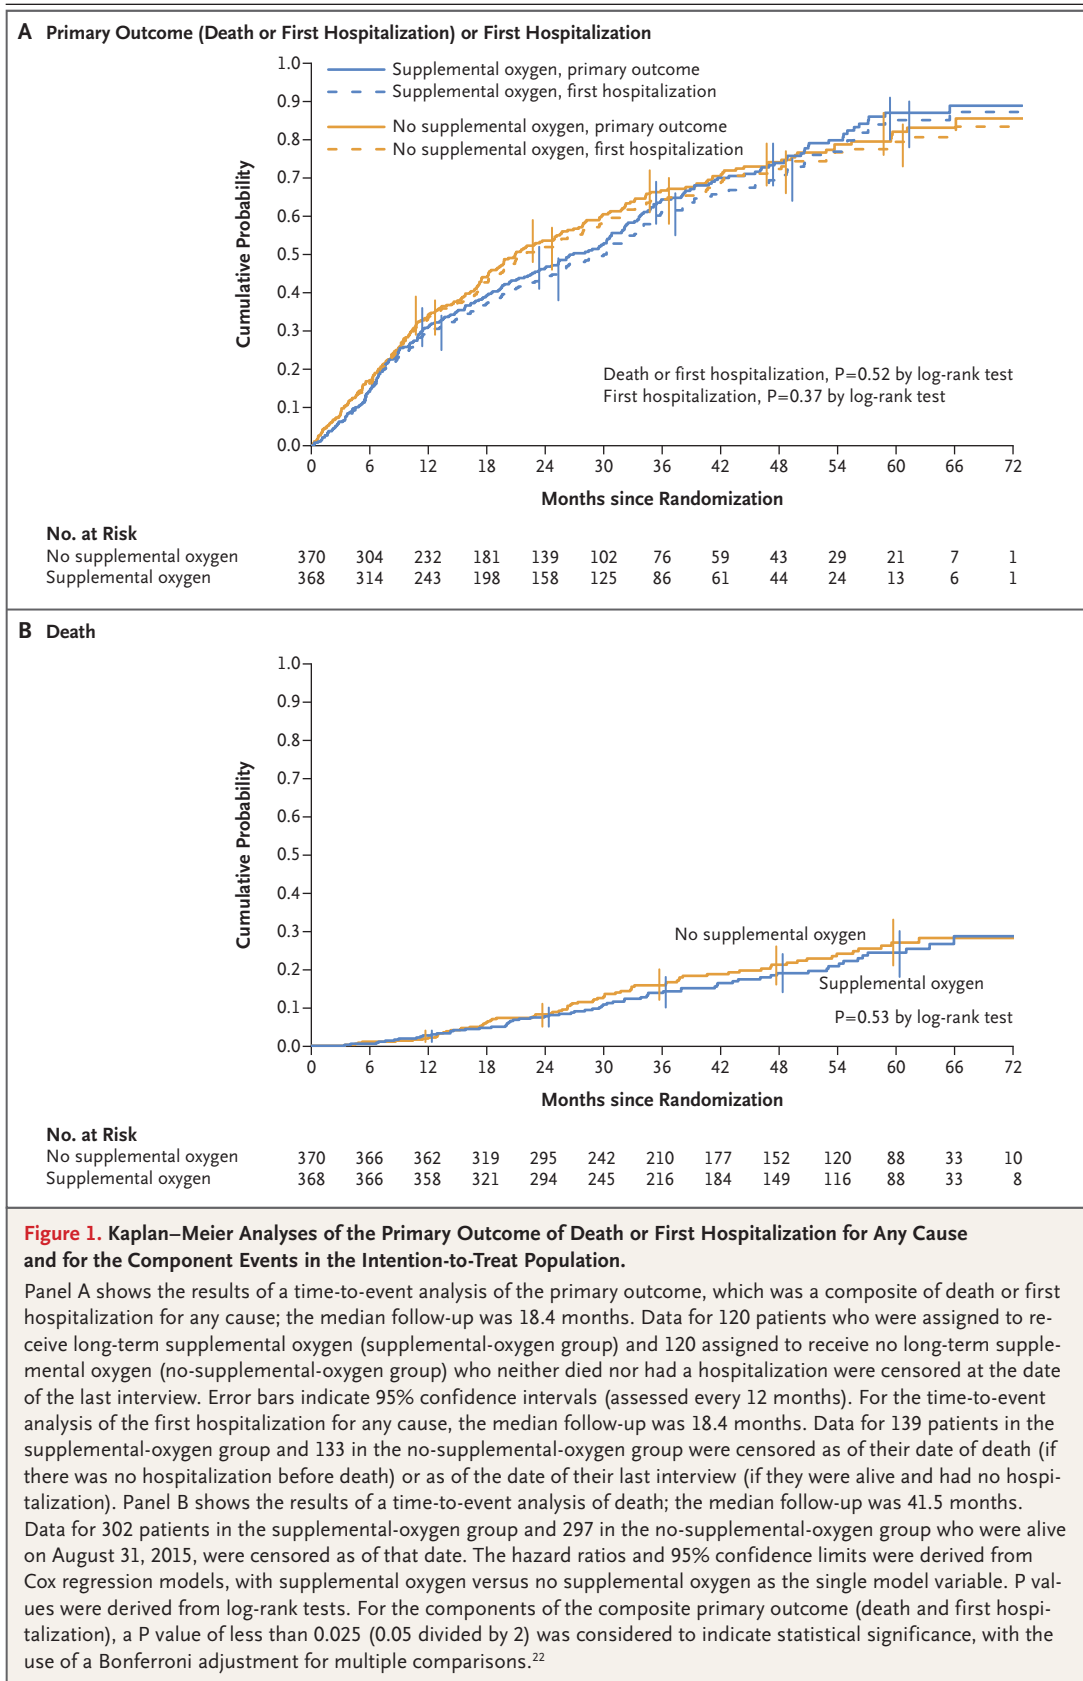 A Primary Outcome (Death or First Hospitalization) or First Hospitalization
1.0
0.9
0.8
0.7
0.6
0.5
0.4
0.3
0.2
0.1
0.0
Cumulative Probability
Supplemental oxygen, primary outcome
Supplemental oxygen, first hospitalization
No supplemental oxygen, primary outcome
No supplemental oxygen, first hospitalization
Death or first hospitalization, P=0.52 by log-rank test
First hospitalization, P=0.37 by log-rank test
0 6 12 18 24 30 36 42 48 54 60 66 72
Months since Randomization
No. at Risk
No supplemental oxygen 370 304 232 181 139 102 76 59 43 29 21 7 1
Supplemental oxygen 368 314 243 198 158 125 86 61 44 24 13 6 1
B Death
1.0
0.9
0.8
0.7
0.6
0.5
0.4
0.3
0.2
0.1
0.0
Cumulative Probability
No supplemental oxygen
Supplemental oxygen
P=0.53 by log-rank test
0 6 12 18 24 30 36 42 48 54 60 66 72
Months since Randomization
No. at Risk
No supplemental oxygen 370 366 362 319 295 242 210 177 152 120 88 33 10
Supplemental oxygen 368 366 358 321 294 245 216 184 149 116 88 33 8
Figure 1. Kaplan–Meier Analyses of the Primary Outcome of Death or First Hospitalization for Any Cause
and for the Component Events in the Intention-to-Treat Population.
Panel A shows the results of a time-to-event analysis of the primary outcome, which was a composite of death or first
hospitalization for any cause; the median follow-up was 18.4 months. Data for 120 patients who were assigned to re-
ceive long-term supplemental oxygen (supplemental-oxygen group) and 120 assigned to receive no long-term supple-
mental oxygen (no-supplemental-oxygen group) who neither died nor had a hospitalization were censored at the date
of the last interview. Error bars indicate 95% confidence intervals (assessed every 12 months). For the time-to-event
analysis of the first hospitalization for any cause, the median follow-up was 18.4 months. Data for 139 patients in the
supplemental-oxygen group and 133 in the no-supplemental-oxygen group were censored as of their date of death (if
there was no hospitalization before death) or as of the date of their last interview (if they were alive and had no hospi-
talization). Panel B shows the results of a time-to-event analysis of death; the median follow-up was 41.5 months.
Data for 302 patients in the supplemental-oxygen group and 297 in the no-supplemental-oxygen group who were alive
on August 31, 2015, were censored as of that date. The hazard ratios and 95% confidence limits were derived from
Cox regression models, with supplemental oxygen versus no supplemental oxygen as the single model variable. P val-
ues were derived from log-rank tests. For the components of the composite primary outcome (death and first hospi-
talization), a P value of less than 0.025 (0.05 divided by 2) was considered to indicate statistical significance, with the
use of a Bonferroni adjustment for multiple comparisons.22